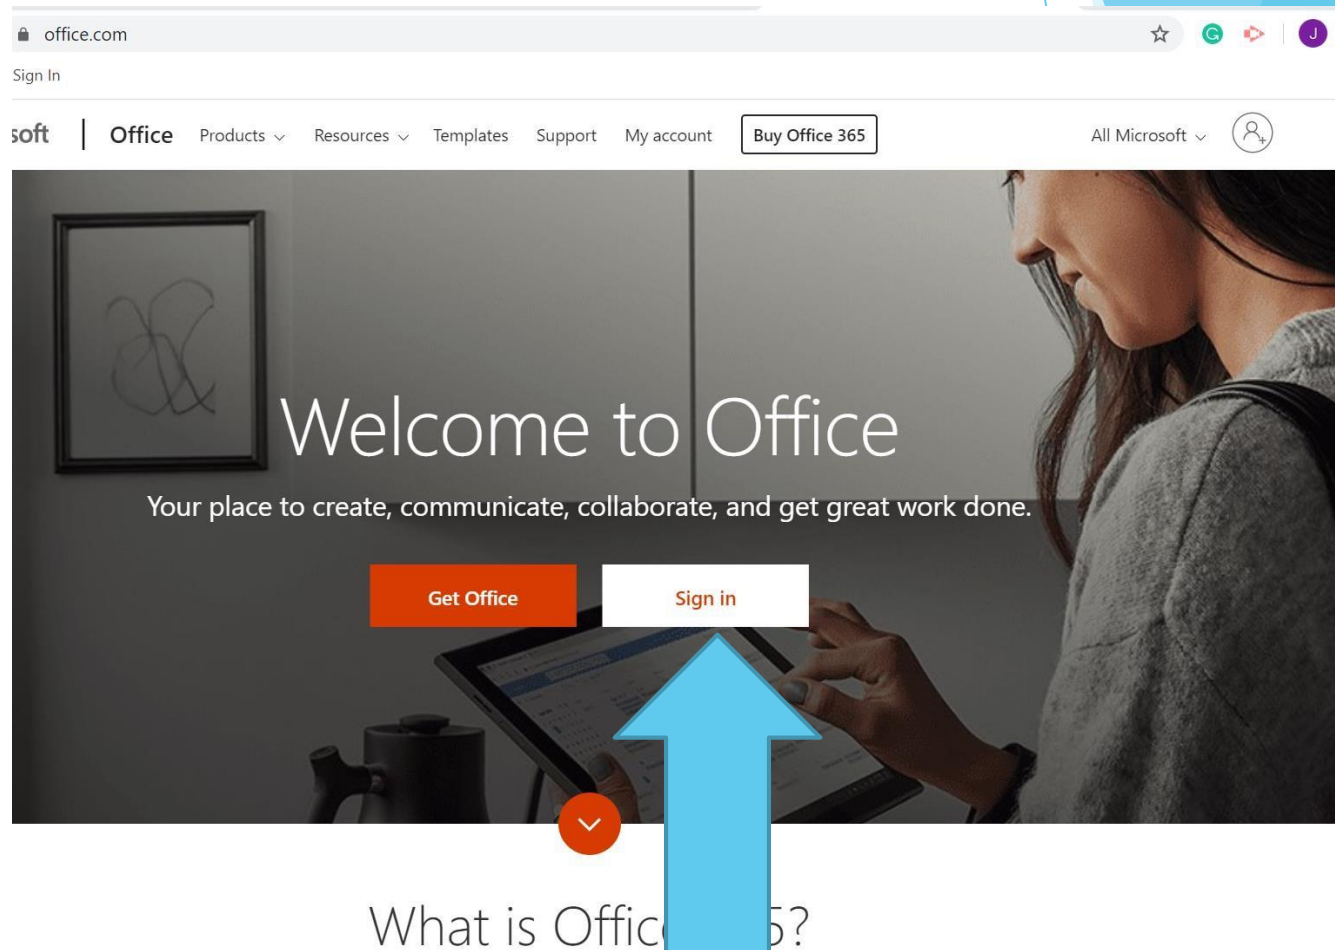 office.com
Sign In
soft | Office Products Resources Templates Support My account Buy Office 365 All Microsoft
Welcome to Office
Your place to create, communicate, collaborate, and get great work done.
Get Office Sign in
What is Offic 5?